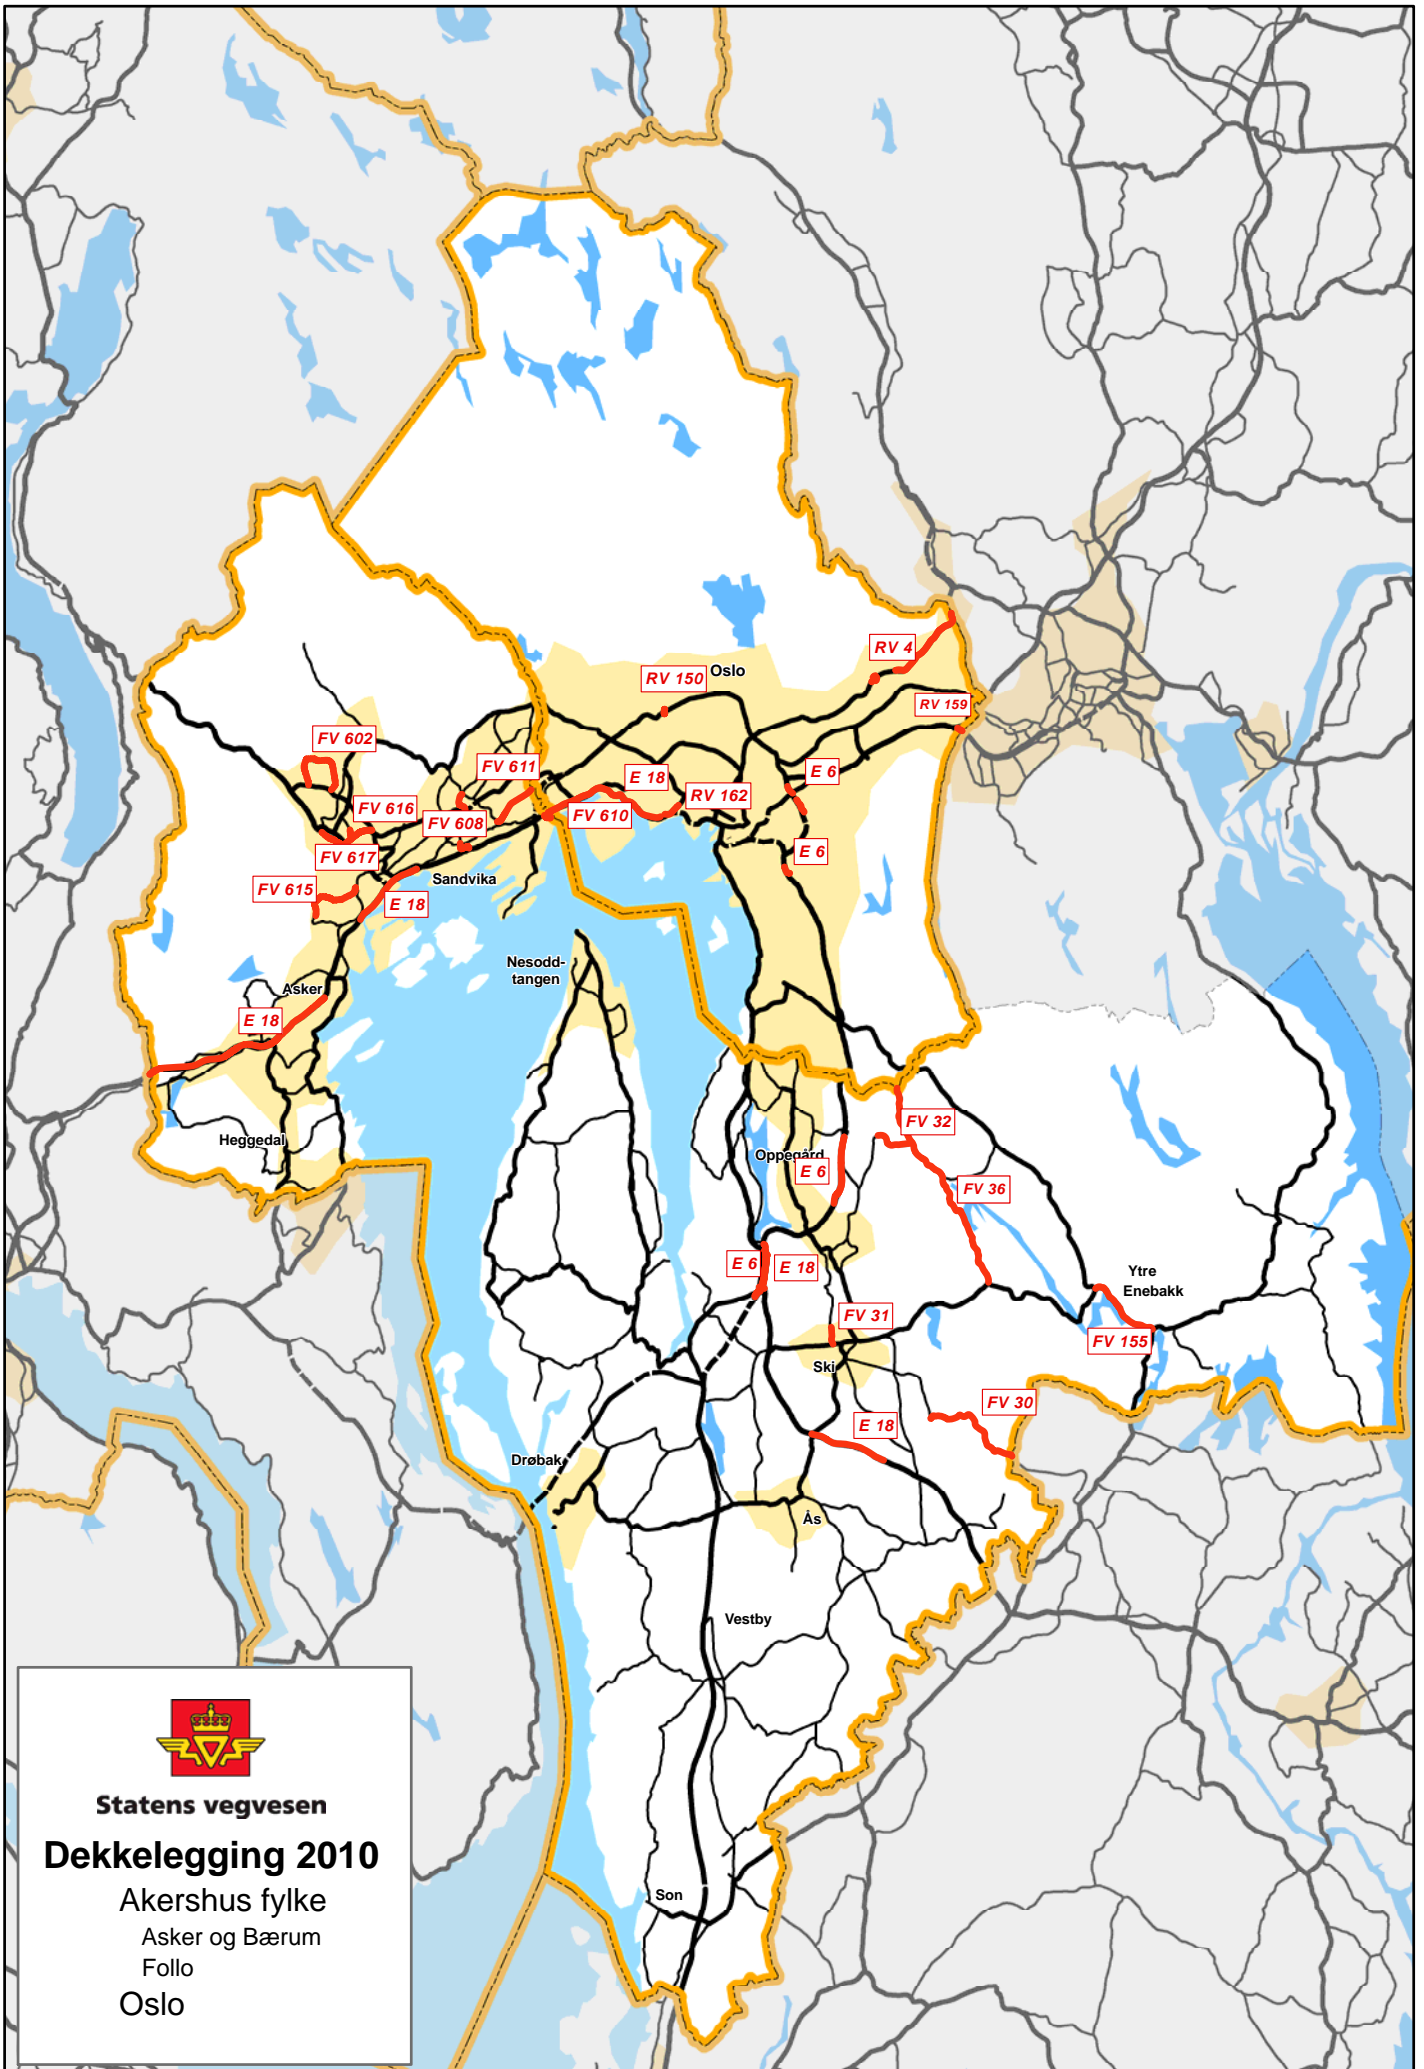 RV 4
Oslo
RV 150
RV 159
FV 602
FV 611
E 18
E 6
RV 162
FV 616
FV 610
FV 608
E 6
FV 617
Sandvika
FV 615
E 18
Nesodd-
tangen
Asker
E 18
FV 32
Heggedal
Oppegård
E 6
FV 36
E 6
E 18
Ytre
Enebakk
FV 31
FV 155
Ski
FV 30
E 18
Drøbak
Ås
Vestby
Son
Statens vegvesen
Dekkelegging 2010
Akershus fylke
Asker og Bærum
Follo
Oslo